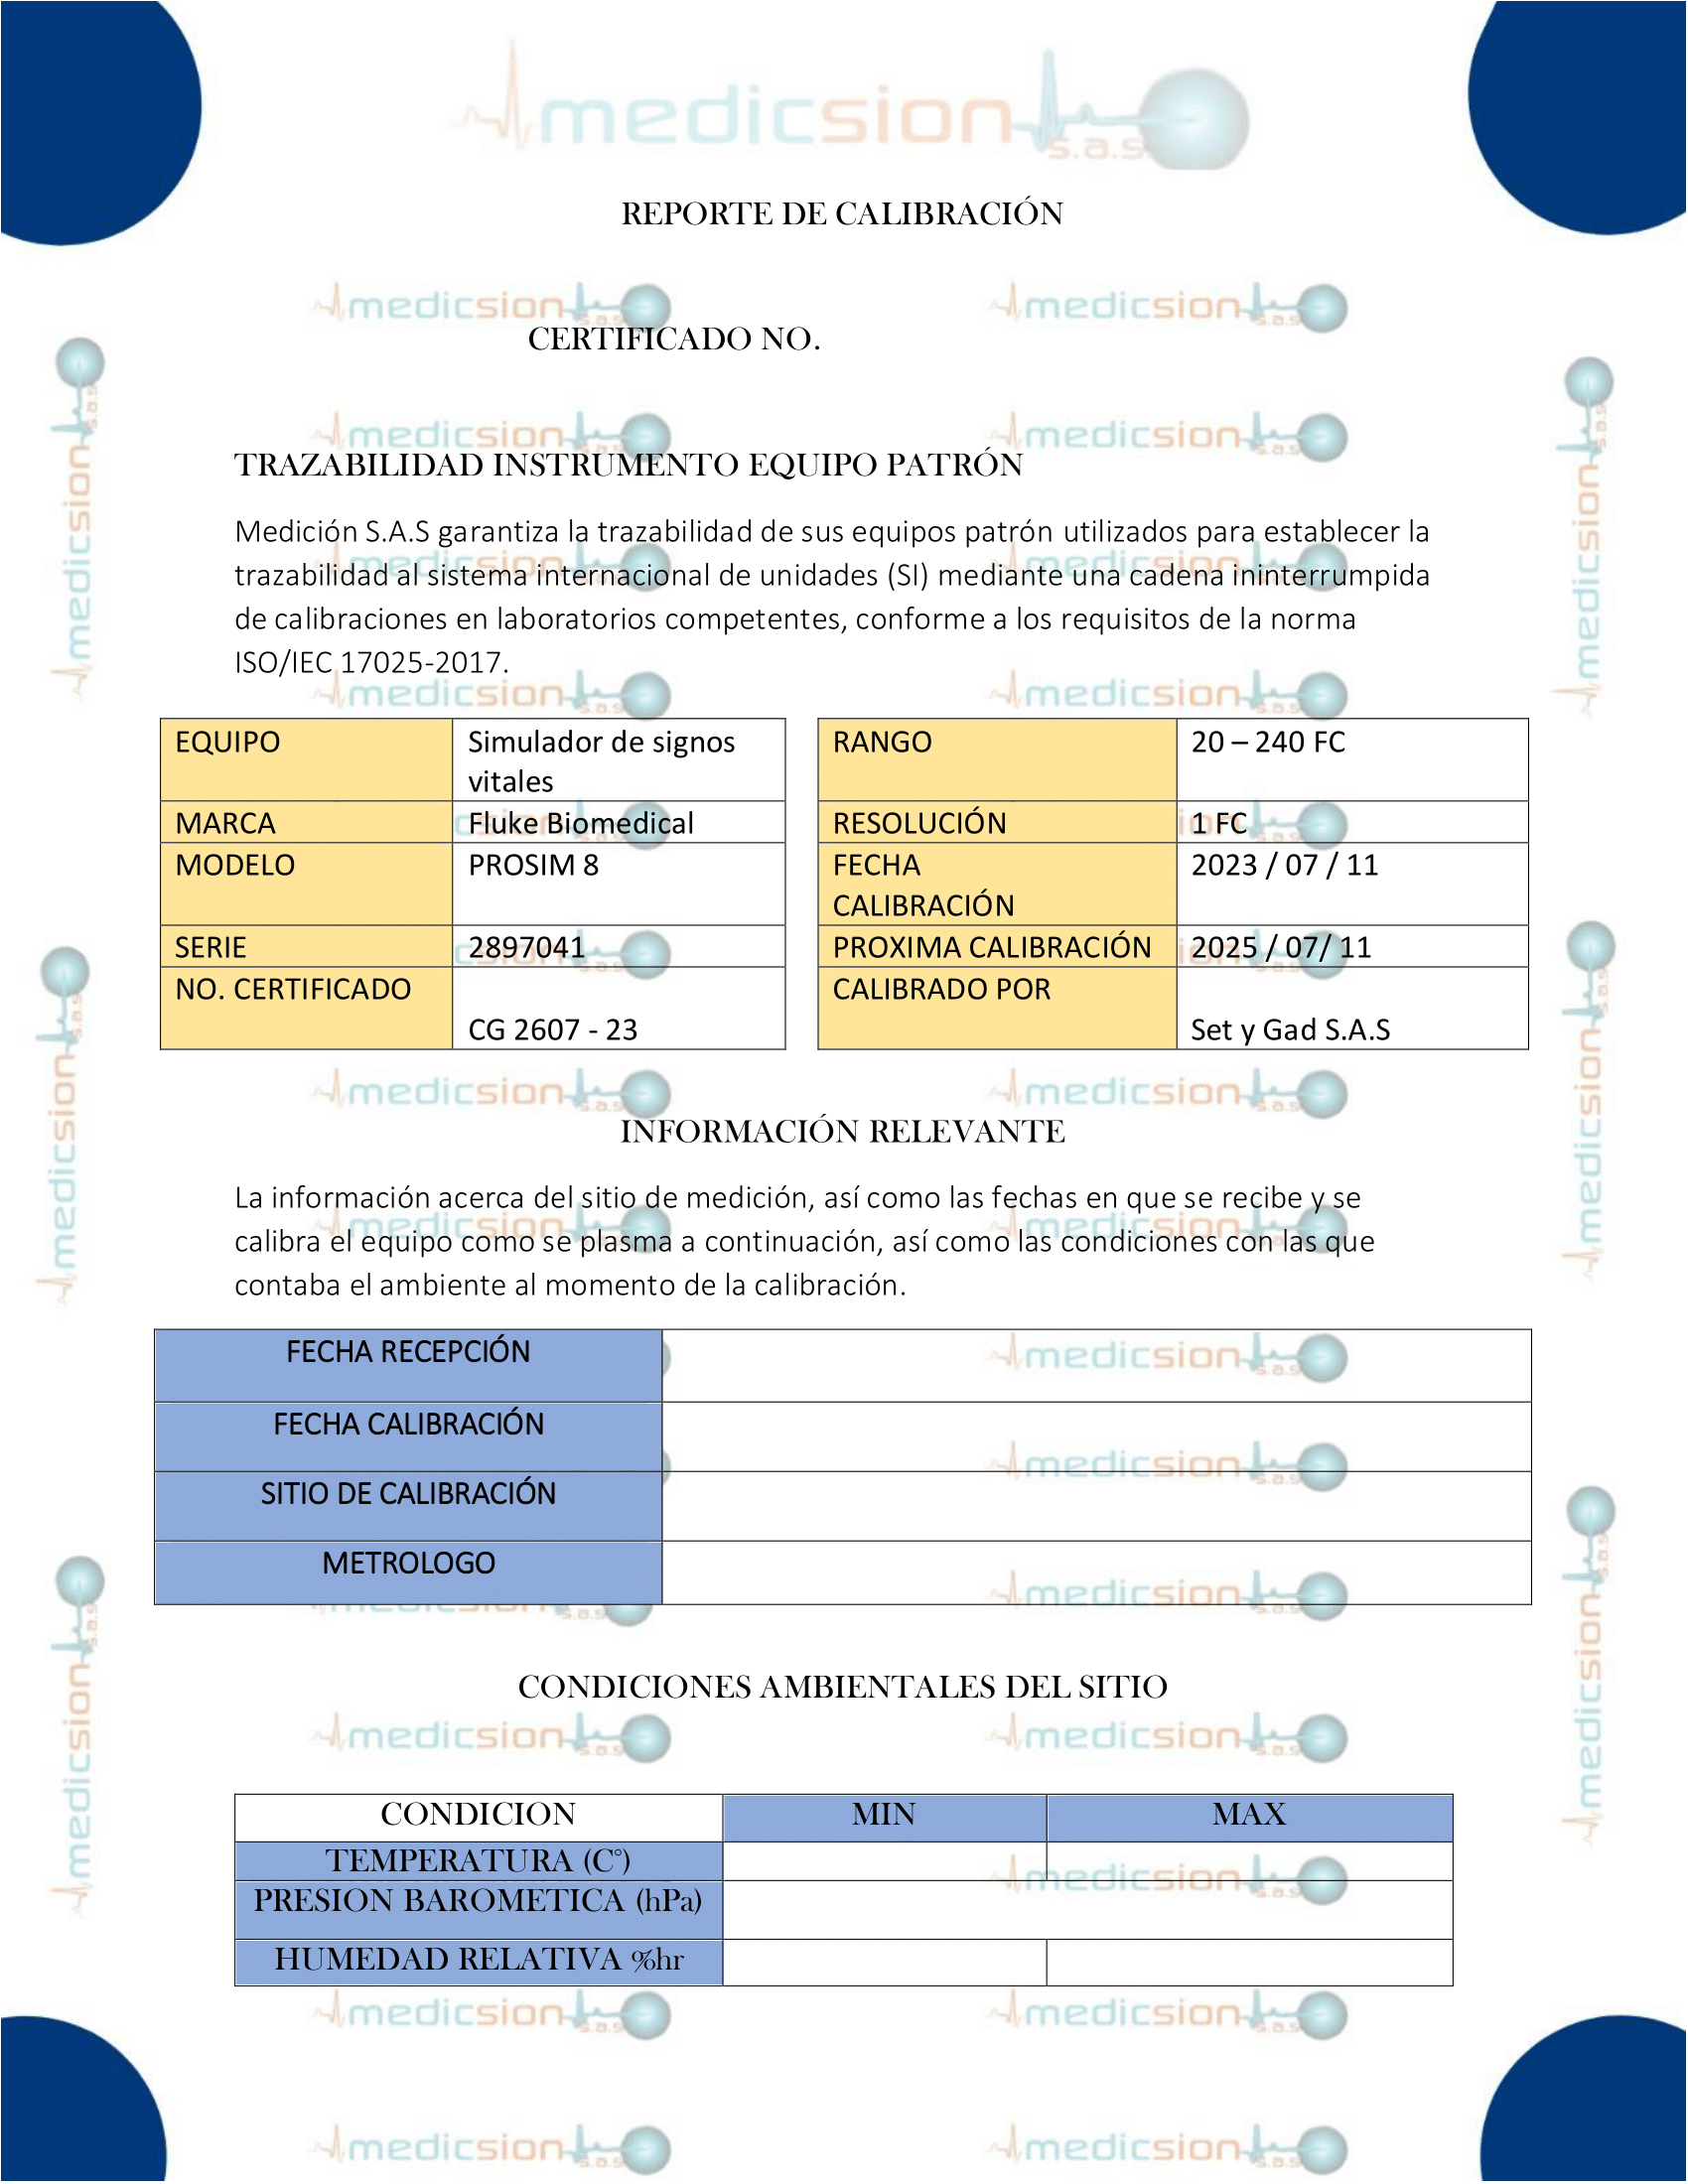 medicsion
s.a.s
REPORTE DE CALIBRACIÓN
CERTIFICADO NO.
TRAZABILIDAD INSTRUMENTO EQUIPO PATRÓN
Medición S.A.S garantiza la trazabilidad de sus equipos patrón utilizados para establecer la
trazabilidad al sistema internacional de unidades (SI) mediante una cadena ininterrumpida
de calibraciones en laboratorios competentes, conforme a los requisitos de la norma
ISO/IEC 17025-2017.
EQUIPO Simulador de signos
vitales
MARCA Fluke Biomedical
MODELO PROSIM 8
SERIE 2897041
NO. CERTIFICADO
CG 2607 - 23
RANGO 20 – 240 FC
RESOLUCIÓN 1 FC
FECHA 2023 / 07 / 11
CALIBRACIÓN
PROXIMA CALIBRACIÓN 2025 / 07/ 11
CALIBRADO POR
Set y Gad S.A.S
INFORMACIÓN RELEVANTE
La información acerca del sitio de medición, así como las fechas en que se recibe y se
calibra el equipo como se plasma a continuación, así como las condiciones con las que
contaba el ambiente al momento de la calibración.
FECHA RECEPCIÓN
FECHA CALIBRACIÓN
SITIO DE CALIBRACIÓN
METROLOGO
CONDICIONES AMBIENTALES DEL SITIO
CONDICION MIN MAX
TEMPERATURA (C°)
PRESION BAROMETICA (hPa)
HUMEDAD RELATIVA %hr